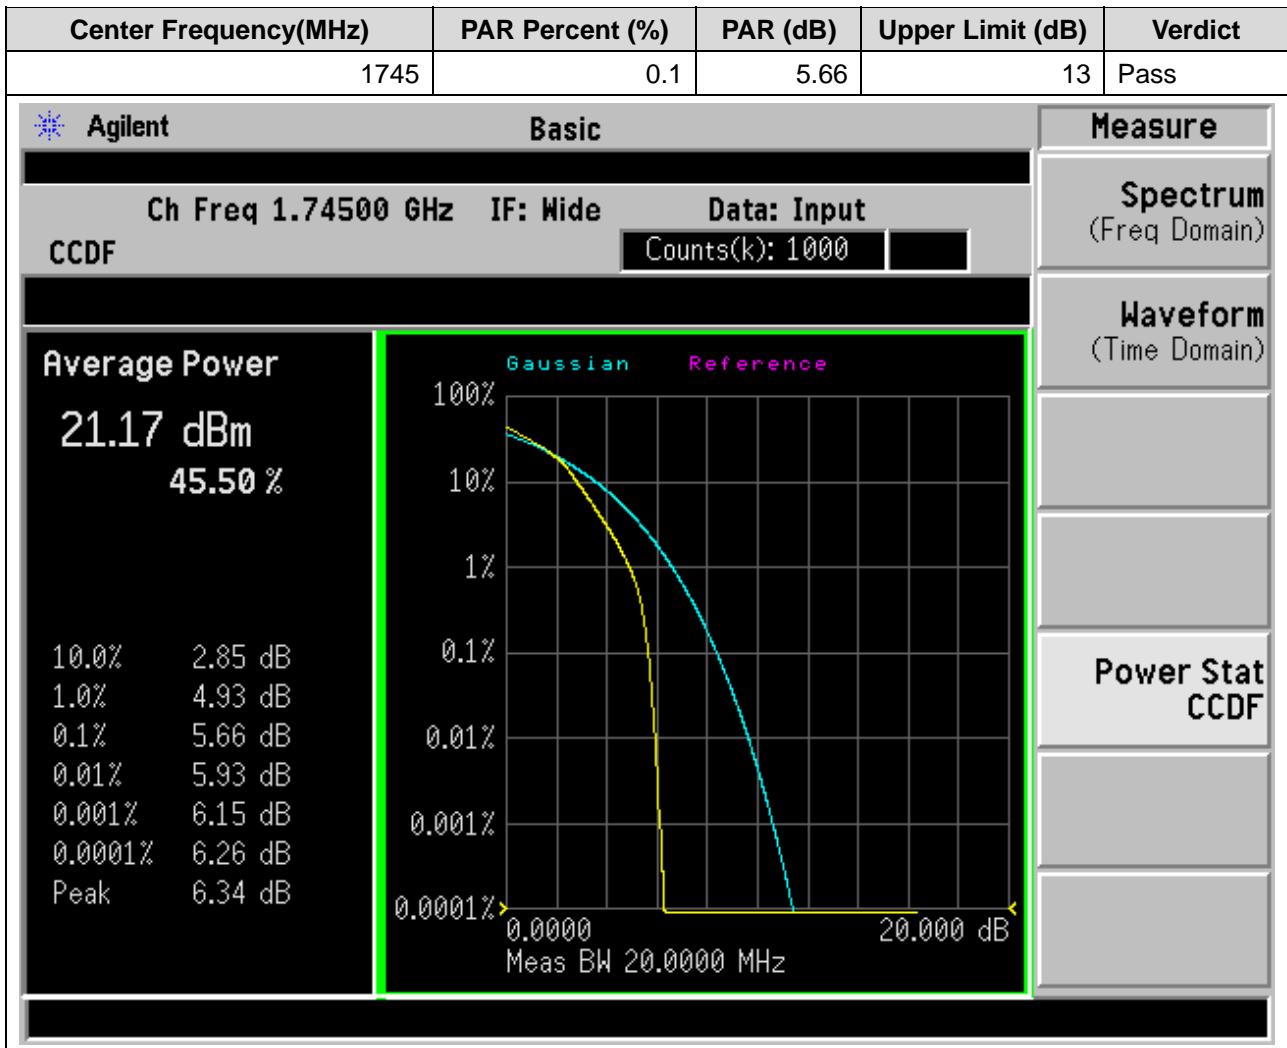 Center Frequency(MHz) PAR Percent (%) PAR (dB) Upper Limit (dB) Verdict
1745 0.1 5.66 13 Pass
Agilent Basic Measure
Ch Freq 1.74500 GHz IF: Wide Data: Input
CCDF Counts(k): 1000
Average Power
21.17 dBm
45.50 %
10.0% 2.85 dB
1.0% 4.93 dB
0.1% 5.66 dB
0.01% 5.93 dB
0.001% 6.15 dB
0.0001% 6.26 dB
Peak 6.34 dB
Gaussian Reference
100%
10%
1%
0.1%
0.01%
0.001%
0.0001%
0.0000 20.000 dB
Meas BW 20.0000 MHz
Spectrum
(Freq Domain)
Waveform
(Time Domain)
Power Stat
CCDF